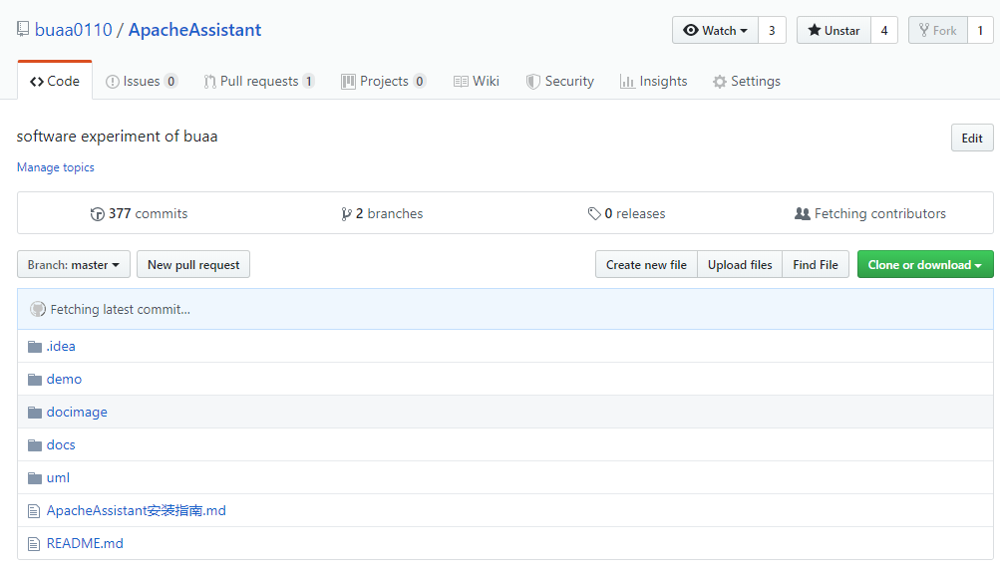 buaa0110 / ApacheAssistant Watch 3 Unstar 4 Fork 1
Code Issues 0 Pull requests 1 Projects 0 Wiki Security Insights Settings
software experiment of buaa Edit
Manage topics
377 commits 2 branches 0 releases Fetching contributors
Branch: master New pull request Create new file Upload files Find File Clone or download
Fetching latest commit...
.idea
demo
docimage
docs
uml
ApacheAssistant安装指南.md
README.md